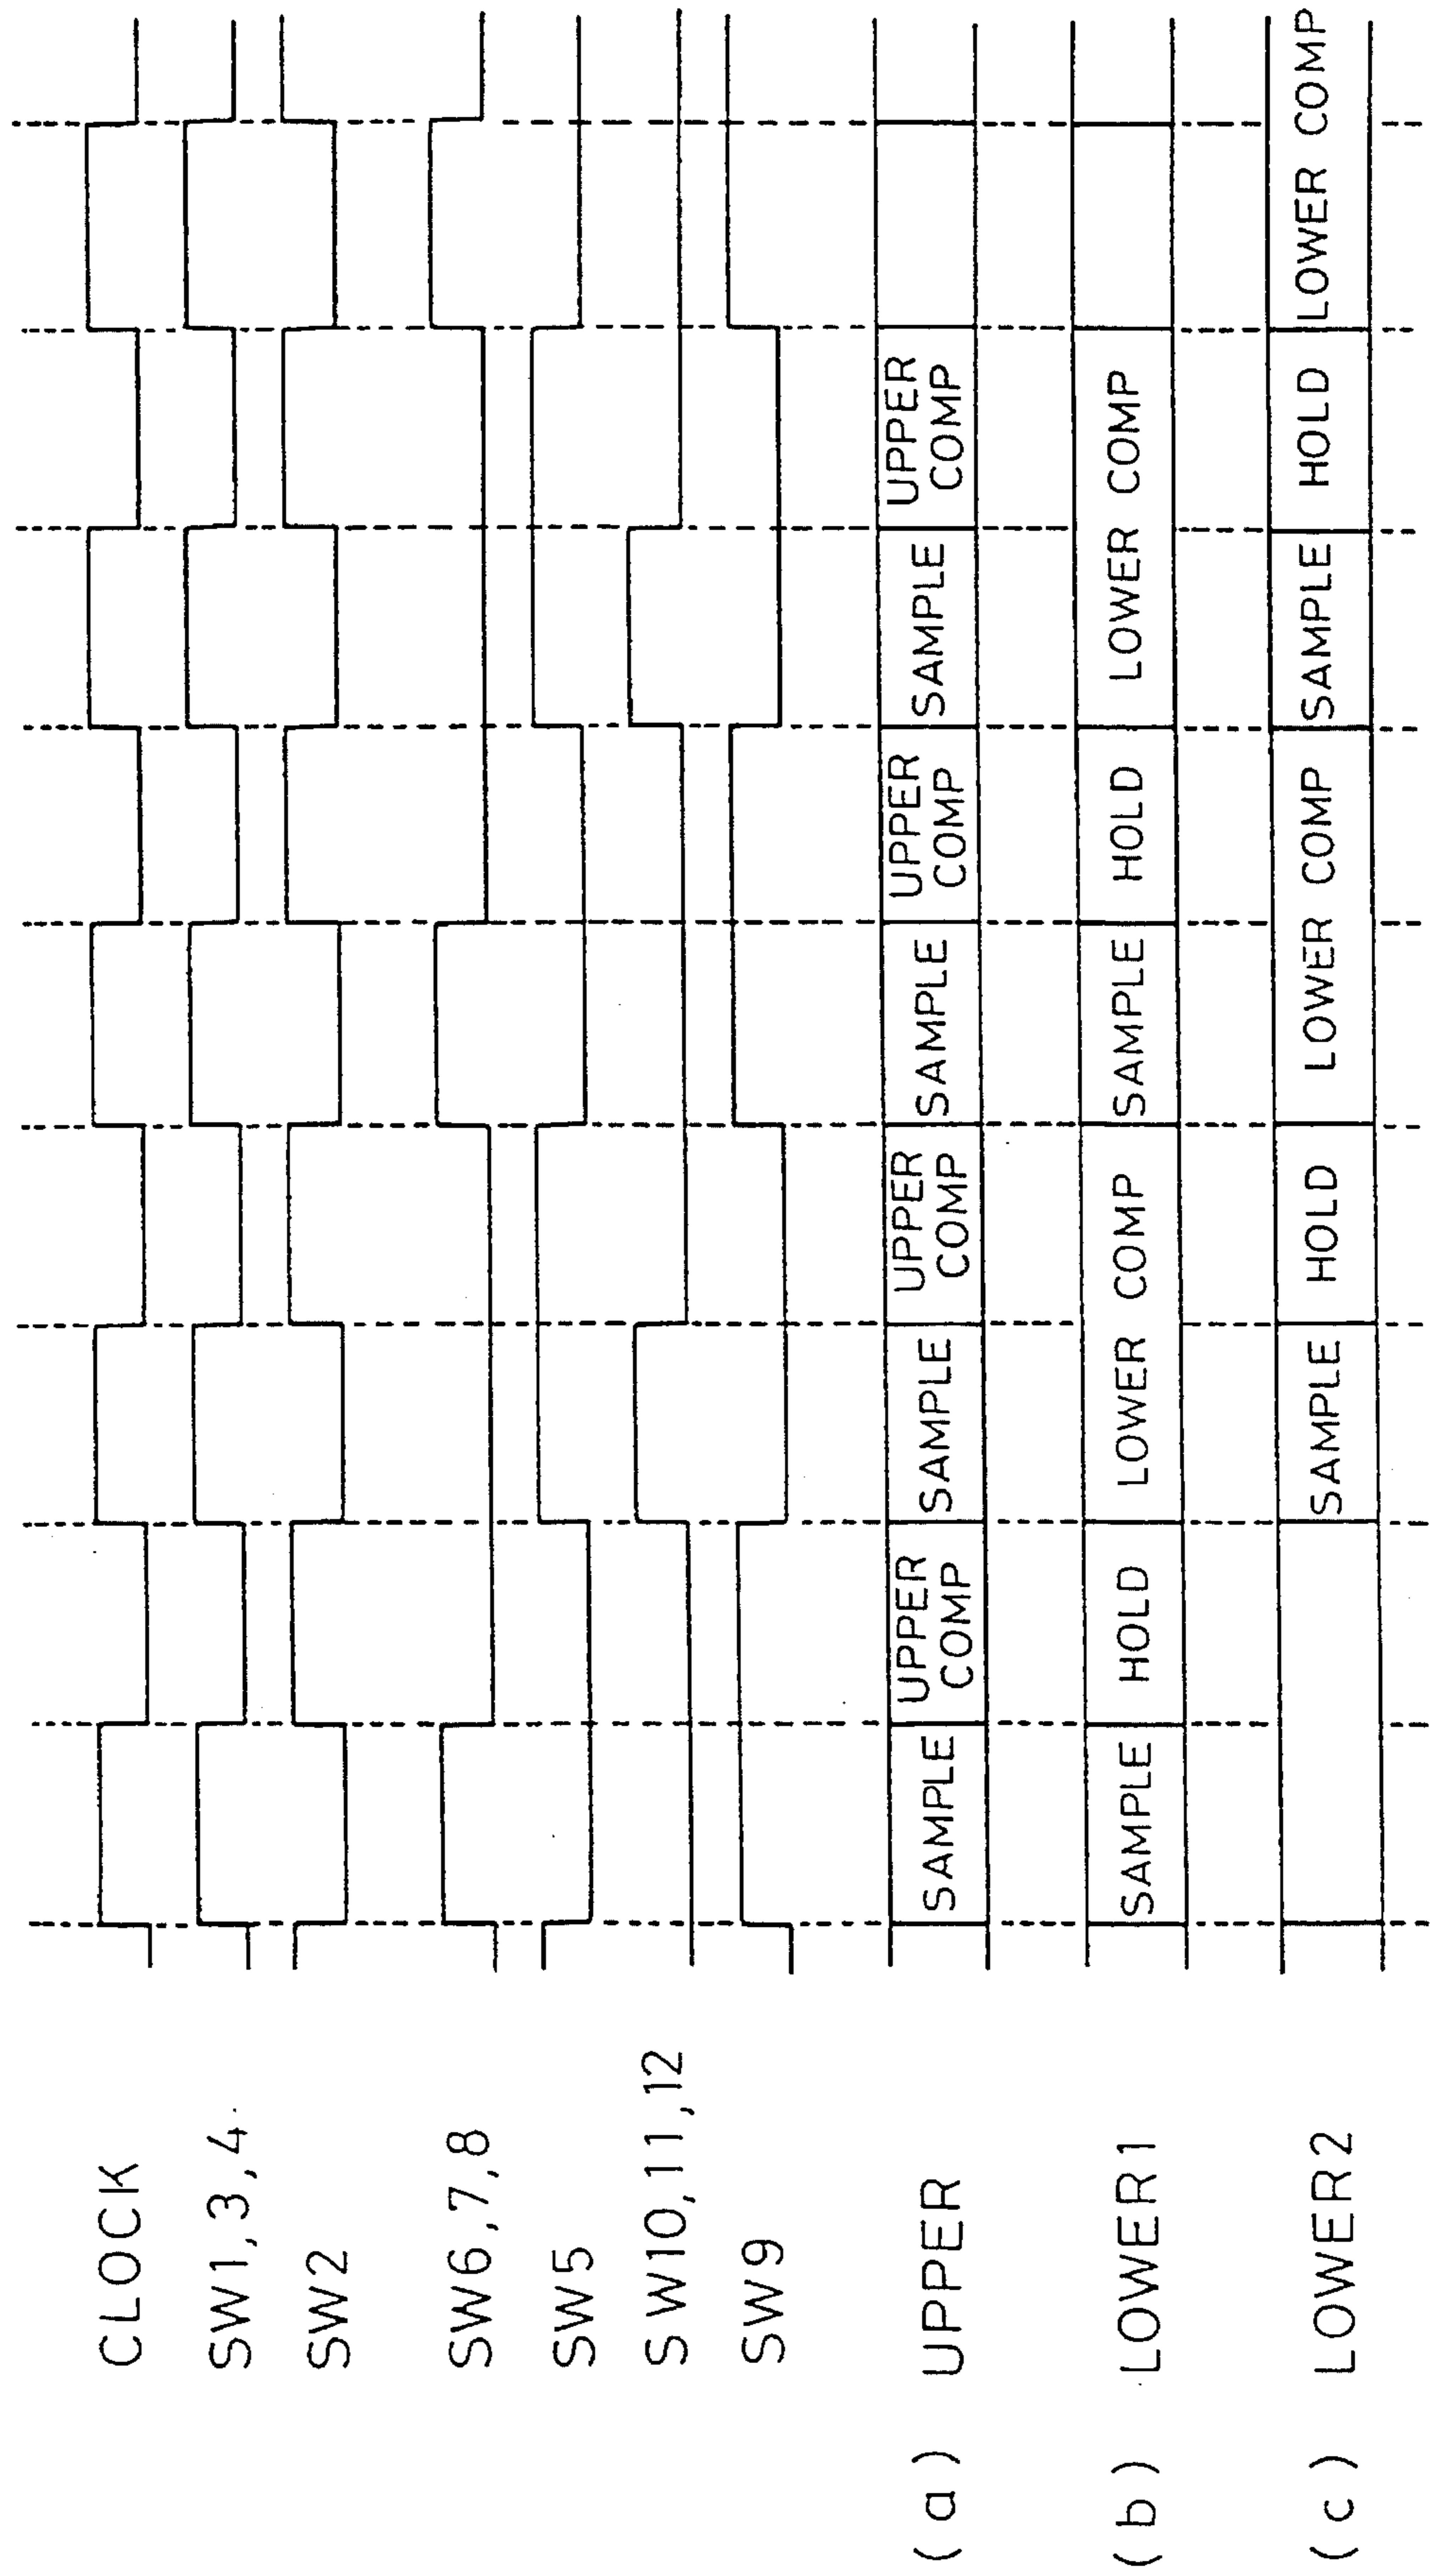 CLOCK
SW1,3,4
SW2
SW6,7,8
SW5
SW10,11,12
SW9
(a) UPPER
SAMPLE
UPPER
COMP
SAMPLE
UPPER
COMP
SAMPLE
UPPER
COMP
SAMPLE
UPPER
COMP
(b) LOWER1
SAMPLE
HOLD
LOWER COMP
SAMPLE
HOLD
LOWER COMP
(c) LOWER2
SAMPLE
HOLD
LOWER COMP
SAMPLE
HOLD
LOWER COMP